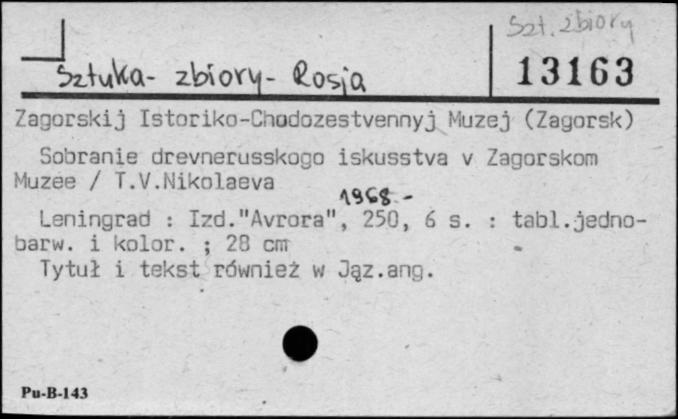 Szt. zbiory
Sztuka- zbiory- Rosja
13163
Zagorskij Istoriko-Chudozestvennyj Muzej (Zagorsk)
Sobranie drevnerusskogo iskusstva v Zagorskom
Muzee / T.V.Nikolaeva
1968 -
Leningrad : Izd."Avrora", 250, 6 s. : tabl.jedno-
barw. i kolor. ; 28 cm
Tytuł i tekst również w Jąz.ang.
Pu-B-143